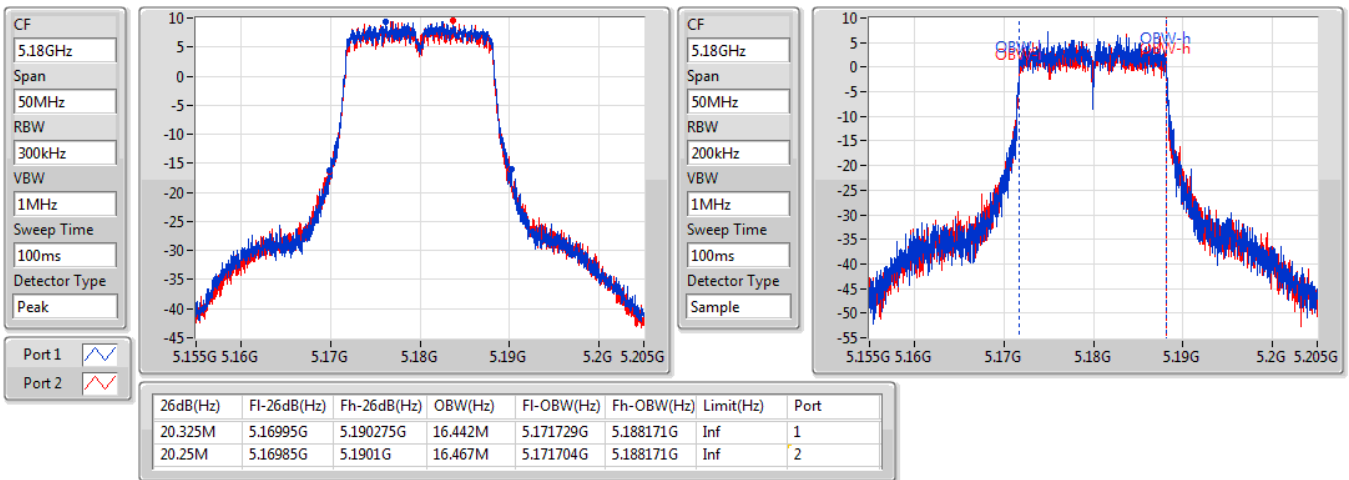 CF
5.18GHz
Span
50MHz
RBW
300kHz
VBW
1MHz
Sweep Time
100ms
Detector Type
Peak
Port 1
Port 2
10
5
0
-5
-10
-15
-20
-25
-30
-35
-40
-45
5.155G 5.16G 5.17G 5.18G 5.19G 5.2G 5.205G
CF
5.18GHz
Span
50MHz
RBW
200kHz
VBW
1MHz
Sweep Time
100ms
Detector Type
Sample
10
5
0
-5
-10
-15
-20
-25
-30
-35
-40
-45
-50
-55
OBW-h
OBW-h
5.155G 5.16G 5.17G 5.18G 5.19G 5.2G 5.205G
26dB(Hz) Fl-26dB(Hz) Fh-26dB(Hz) OBW(Hz) Fl-OBW(Hz) Fh-OBW(Hz) Limit(Hz) Port
20.325M 5.16995G 5.190275G 16.442M 5.171729G 5.188171G Inf 1
20.25M 5.16985G 5.1901G 16.467M 5.171704G 5.188171G Inf 2